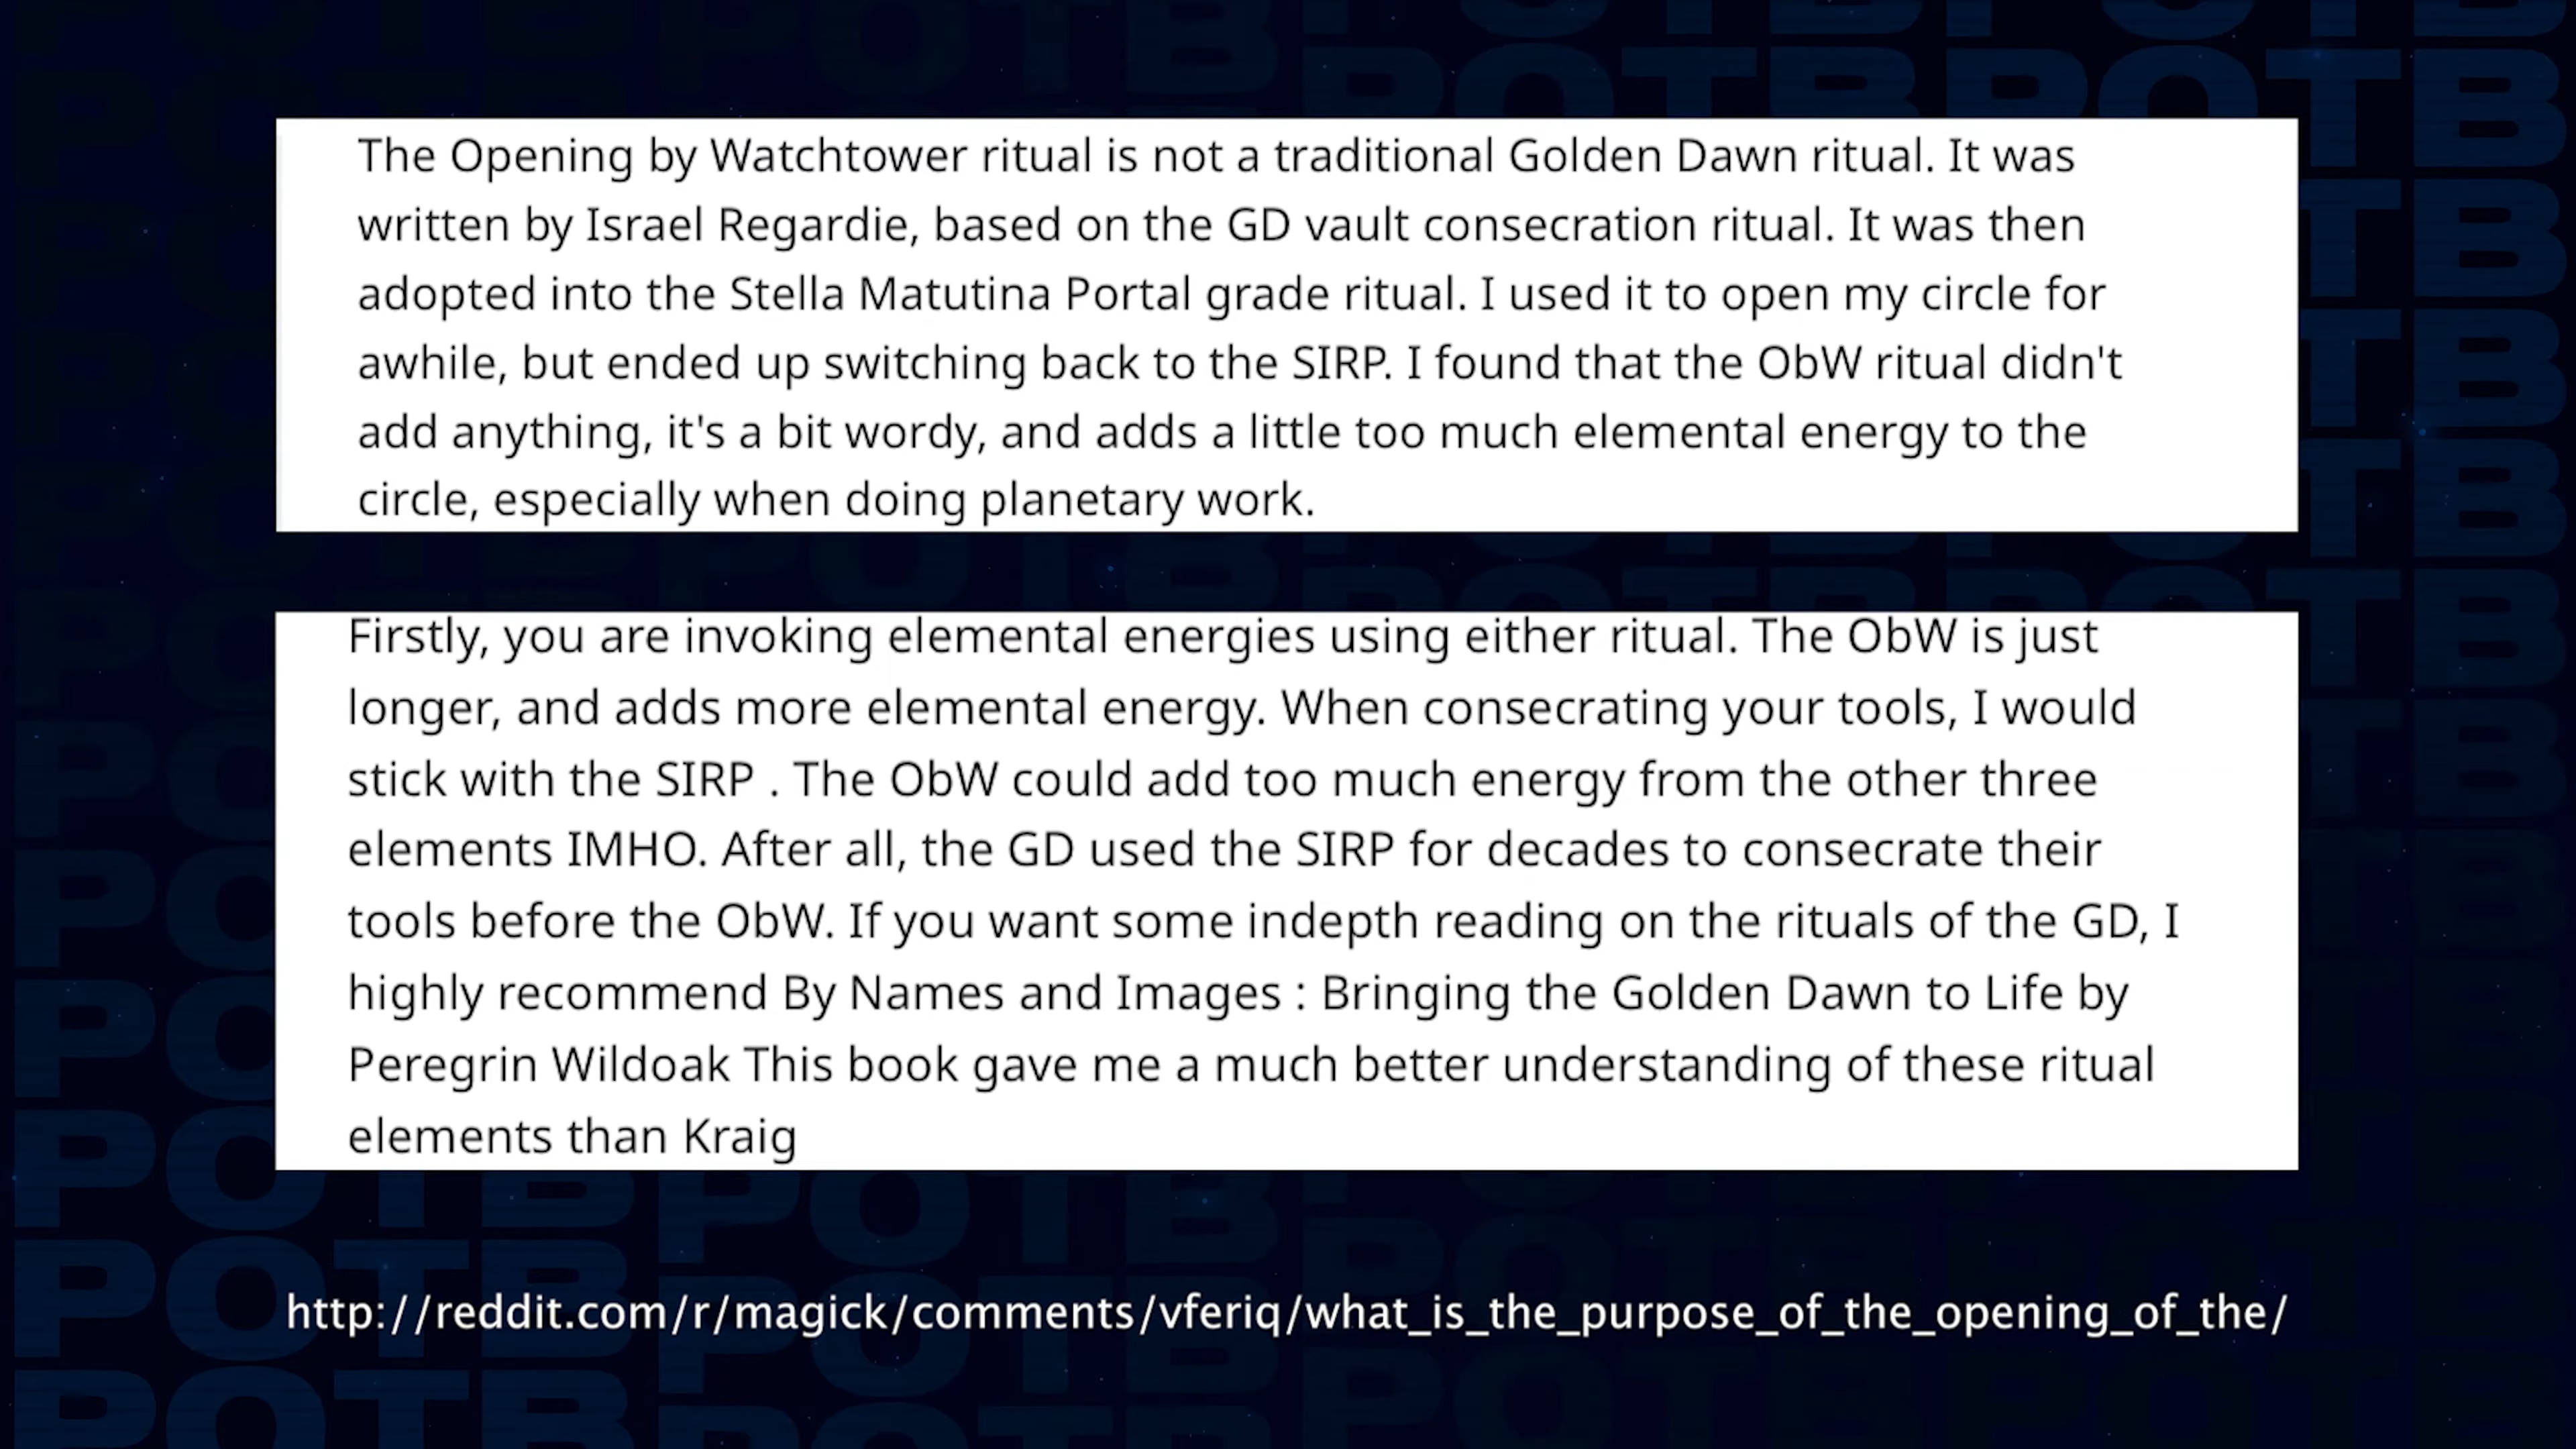 The Opening by Watchtower ritual is not a traditional Golden Dawn ritual. It was
written by Israel Regardie, based on the GD vault consecration ritual. It was then
adopted into the Stella Matutina Portal grade ritual. I used it to open my circle for
awhile, but ended up switching back to the SIRP. I found that the ObW ritual didn't
add anything, it's a bit wordy, and adds a little too much elemental energy to the
circle, especially when doing planetary work.
Firstly, you are invoking elemental energies using either ritual. The ObW is just
longer, and adds more elemental energy. When consecrating your tools, I would
stick with the SIRP . The ObW could add too much energy from the other three
elements IMHO. After all, the GD used the SIRP for decades to consecrate their
tools before the ObW. If you want some indepth reading on the rituals of the GD, I
highly recommend By Names and Images : Bringing the Golden Dawn to Life by
Peregrin Wildoak This book gave me a much better understanding of these ritual
elements than Kraig
http://reddit.com/r/magick/comments/vferiq/what_is_the_purpose_of_the_opening_of_the/